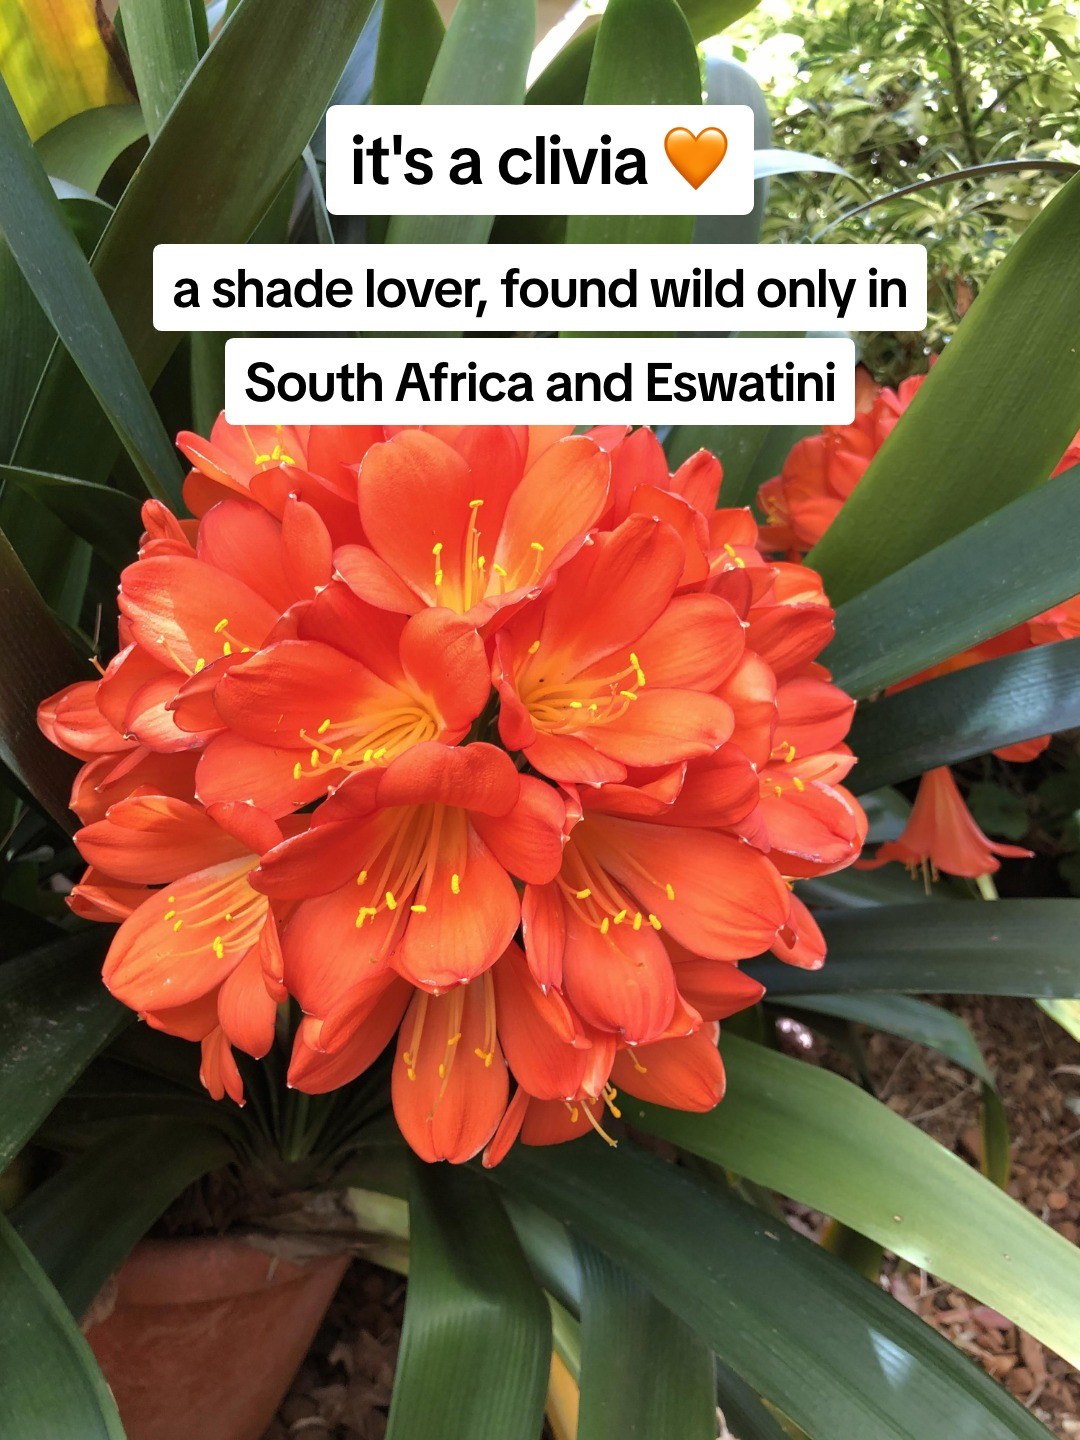 it's a clivia 🧡
a shade lover, found wild only in
South Africa and Eswatini